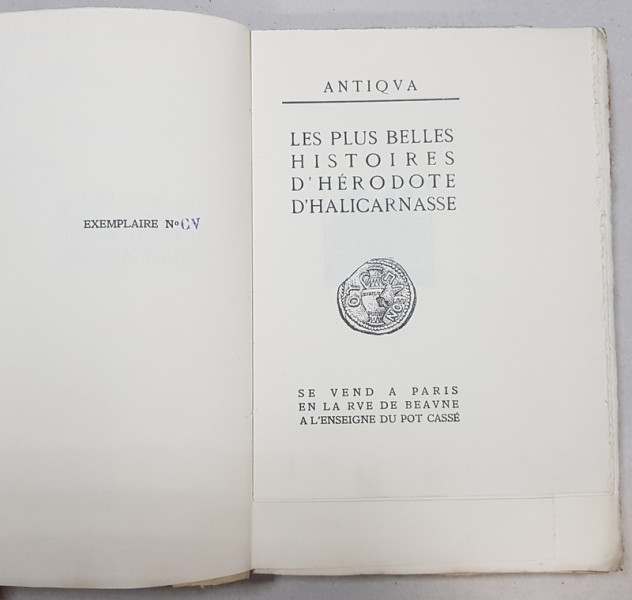 EXEMPLAIRE Nº CV
ANTIQVA
LES PLUS BELLES
HISTOIRES
D'HÉRODOTE
D'HALICARNASSE
SE VEND A PARIS
EN LA RVE DE BEAVNE
A L'ENSEIGNE DU POT CASSÉ